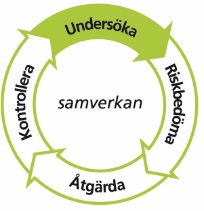 Undersöka
Riskbedöma
Åtgärda
Kontrollera
samverkan